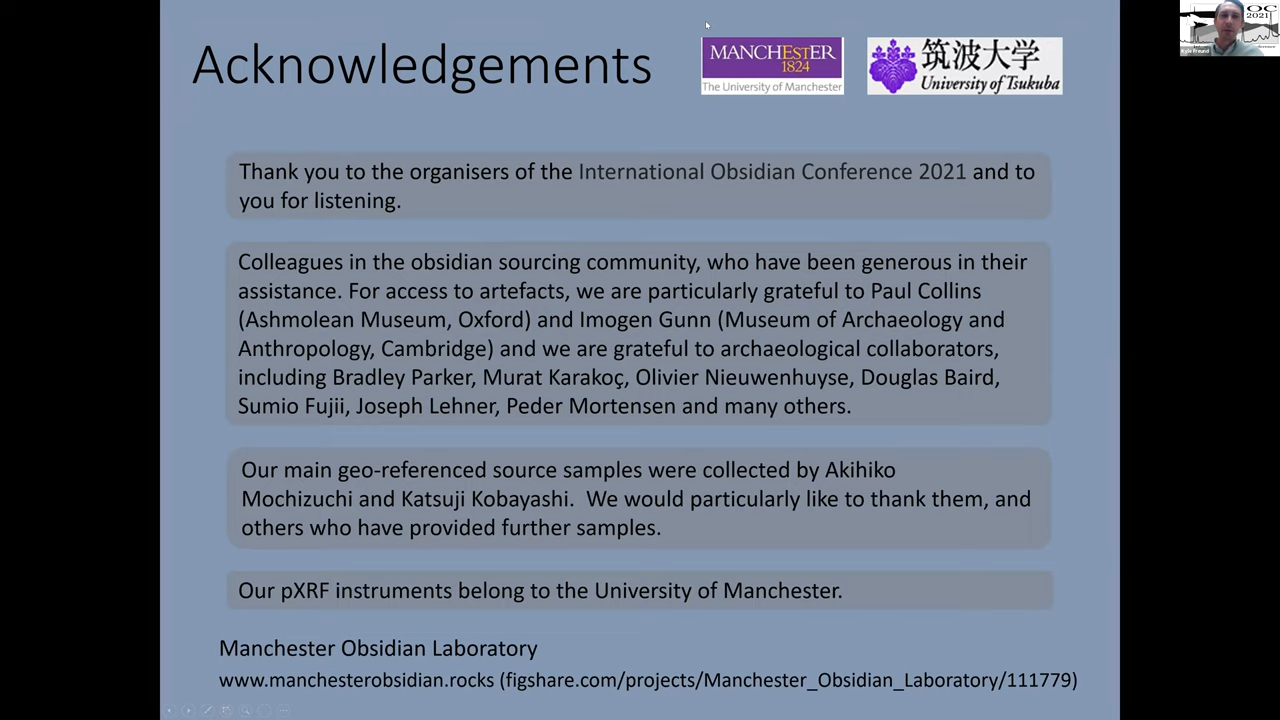 Acknowledgements
MANCHESTER
1824
The University of Manchester
筑波大学
University of Tsukuba
OC
2021
Kyle Freund
Thank you to the organisers of the International Obsidian Conference 2021 and to
you for listening.
Colleagues in the obsidian sourcing community, who have been generous in their
assistance. For access to artefacts, we are particularly grateful to Paul Collins
(Ashmolean Museum, Oxford) and Imogen Gunn (Museum of Archaeology and
Anthropology, Cambridge) and we are grateful to archaeological collaborators,
including Bradley Parker, Murat Karakoç, Olivier Nieuwenhuyse, Douglas Baird,
Sumio Fujii, Joseph Lehner, Peder Mortensen and many others.
Our main geo-referenced source samples were collected by Akihiko
Mochizuchi and Katsuji Kobayashi.  We would particularly like to thank them, and
others who have provided further samples.
Our pXRF instruments belong to the University of Manchester.
Manchester Obsidian Laboratory
www.manchesterobsidian.rocks (figshare.com/projects/Manchester_Obsidian_Laboratory/111779)